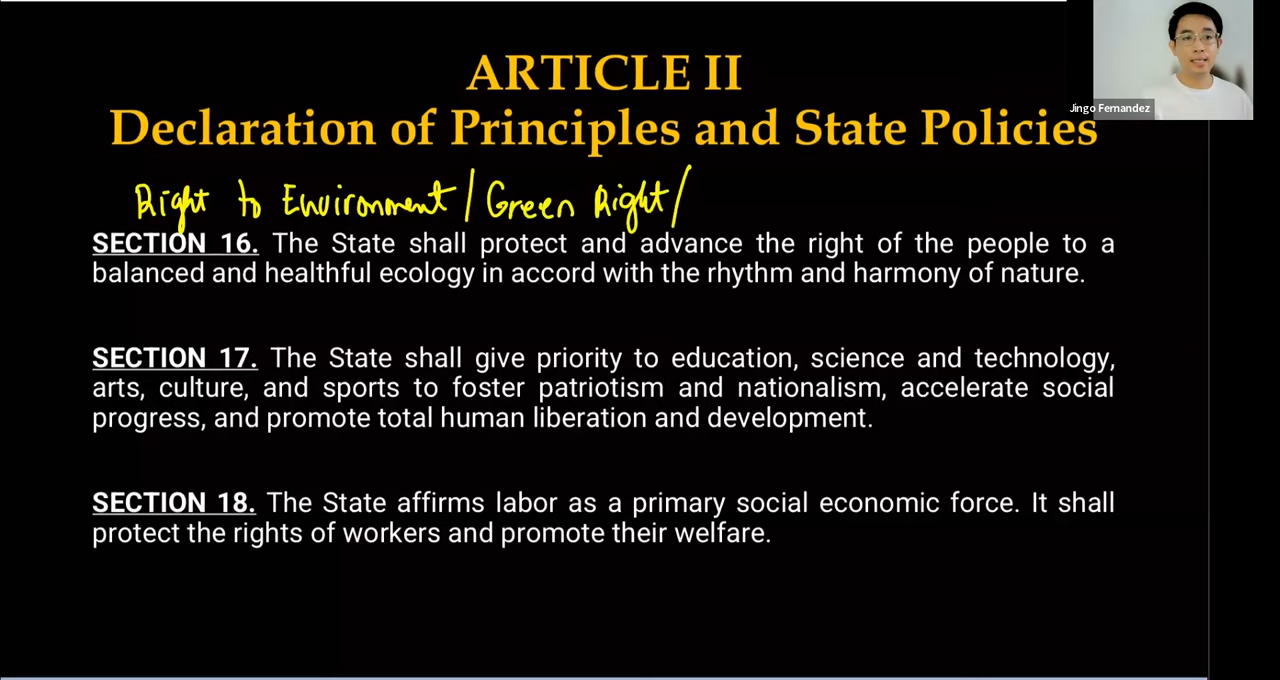 ARTICLE II
Declaration of Principles and State Policies
Jingo Fernandez
Right to Environment / Green Right /
SECTION 16. The State shall protect and advance the right of the people to a
balanced and healthful ecology in accord with the rhythm and harmony of nature.
SECTION 17. The State shall give priority to education, science and technology,
arts, culture, and sports to foster patriotism and nationalism, accelerate social
progress, and promote total human liberation and development.
SECTION 18. The State affirms labor as a primary social economic force. It shall
protect the rights of workers and promote their welfare.